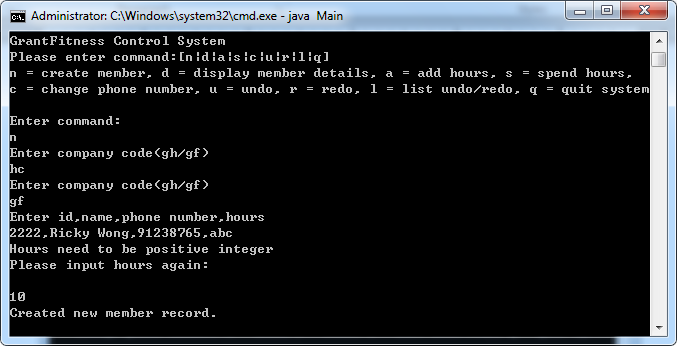 Administrator: C:\Windows\system32\cmd.exe - java Main
GrantFitness Control System
Please enter command:[n|d|a|s|c|u|r|l|q]
n = create member, d = display member details, a = add hours, s = spend hours,
c = change phone number, u = undo, r = redo, l = list undo/redo, q = quit system
Enter command:
n
Enter company code(gh/gf)
hc
Enter company code(gh/gf)
gf
Enter id,name,phone number,hours
2222,Ricky Wong,91238765,abc
Hours need to be positive integer
Please input hours again:
10
Created new member record.